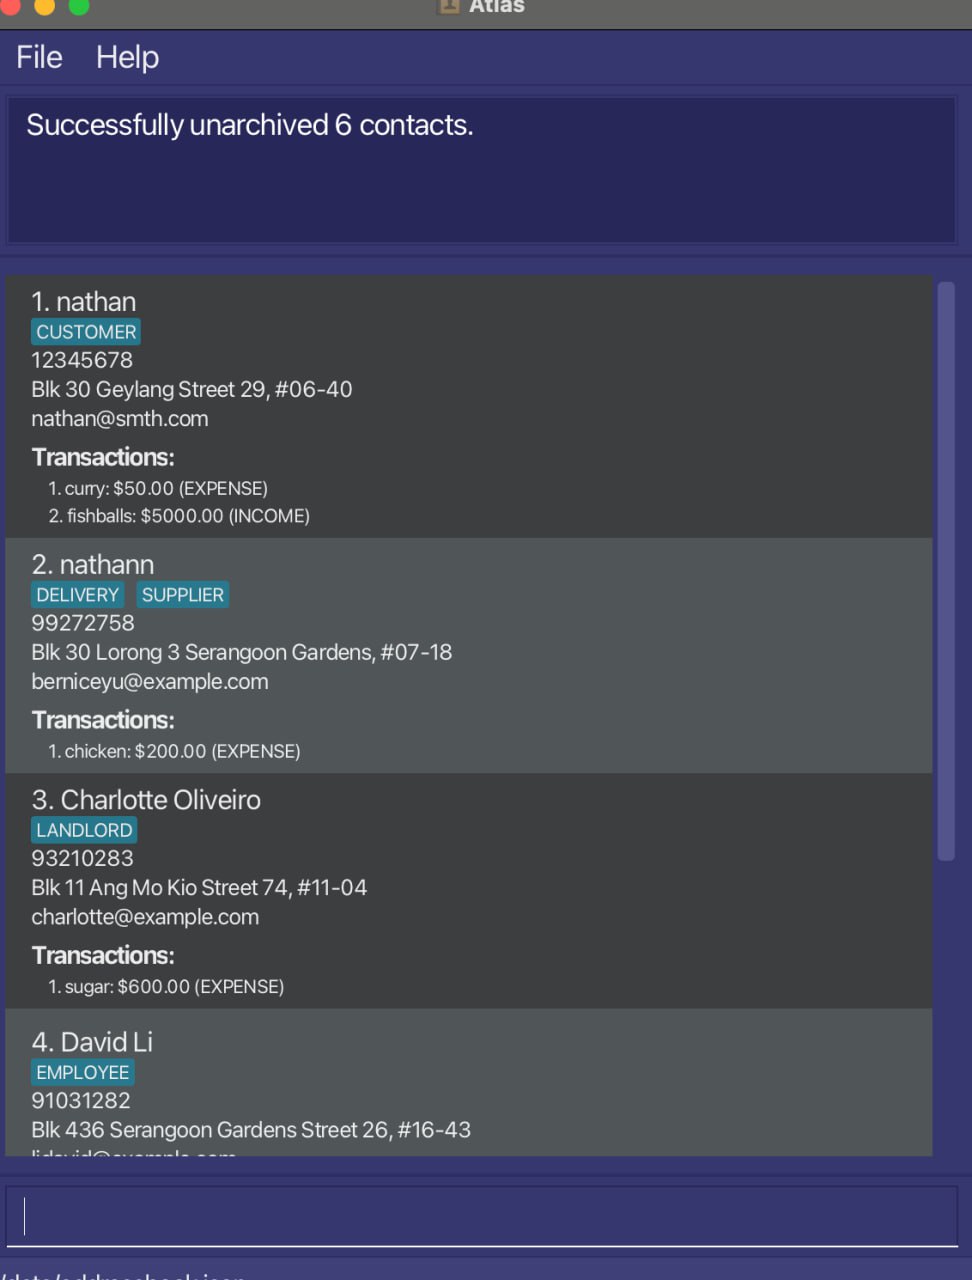 Atlas
File Help
Successfully unarchived 6 contacts.
1. nathan
CUSTOMER
12345678
Blk 30 Geylang Street 29, #06-40
nathan@smth.com
Transactions:
1. curry: $50.00 (EXPENSE)
2. fishballs: $5000.00 (INCOME)
2. nathann
DELIVERY SUPPLIER
99272758
Blk 30 Lorong 3 Serangoon Gardens, #07-18
berniceyu@example.com
Transactions:
1. chicken: $200.00 (EXPENSE)
3. Charlotte Oliveiro
LANDLORD
93210283
Blk 11 Ang Mo Kio Street 74, #11-04
charlotte@example.com
Transactions:
1. sugar: $600.00 (EXPENSE)
4. David Li
EMPLOYEE
91031282
Blk 436 Serangoon Gardens Street 26, #16-43
lidavid@example.com